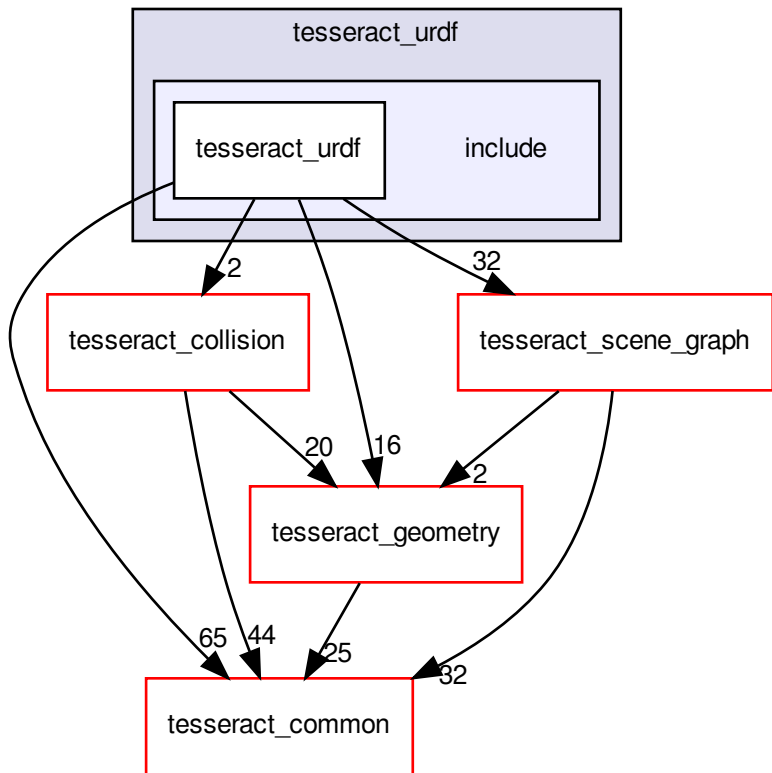 tesseract_urdf
tesseract_urdf
include
2
32
tesseract_collision
tesseract_scene_graph
20
16
2
tesseract_geometry
65
44
25
32
tesseract_common